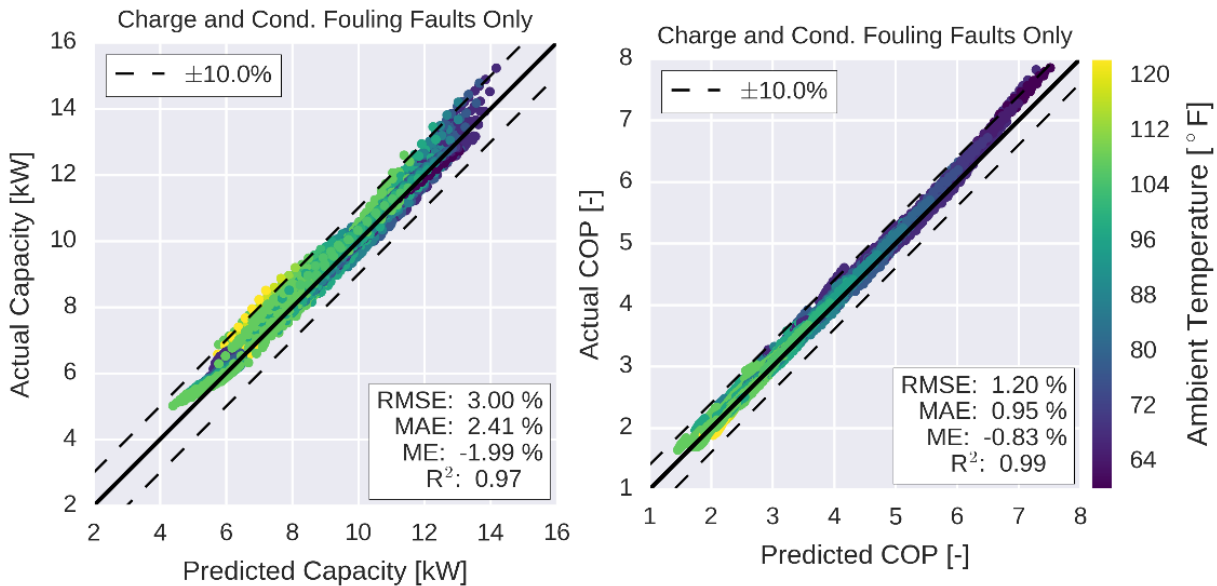 Charge and Cond. Fouling Faults Only
±10.0%
16
14
12
10
8
6
4
2
Actual Capacity [kW]
RMSE: 3.00 %
MAE: 2.41 %
ME: -1.99 %
R²: 0.97
2 4 6 8 10 12 14 16
Predicted Capacity [kW]
Charge and Cond. Fouling Faults Only
±10.0%
8
7
6
5
4
3
2
1
Actual COP [-]
RMSE: 1.20 %
MAE: 0.95 %
ME: -0.83 %
R²: 0.99
1 2 3 4 5 6 7 8
Predicted COP [-]
120
112
104
96
88
80
72
64
Ambient Temperature [°F]